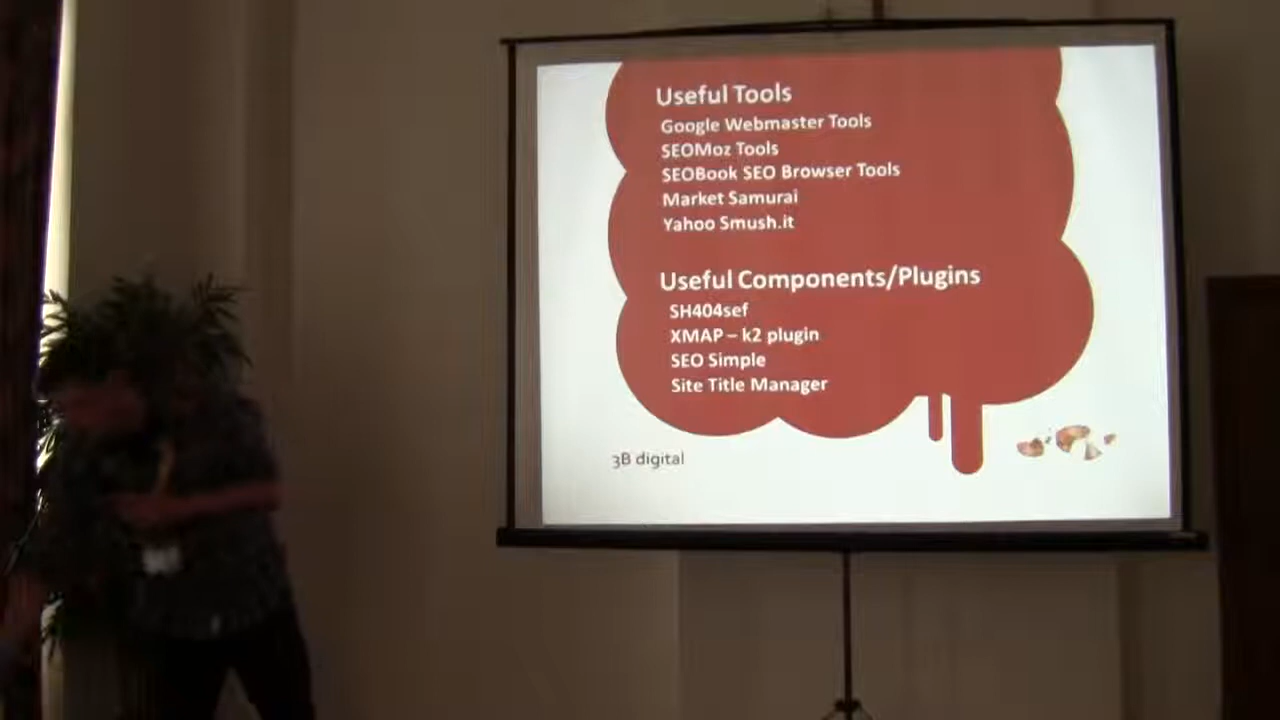 Useful Tools
Google Webmaster Tools
SEOMoz Tools
SEOBook SEO Browser Tools
Market Samurai
Yahoo Smush.it
Useful Components/Plugins
SH404sef
XMAP – k2 plugin
SEO Simple
Site Title Manager
3B digital